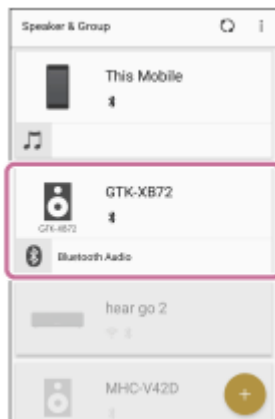 Speaker & Group
This Mobile
GTK-XB72
GTK-XB72
Bluetooth Audio
hear go 2
MHC-V42D